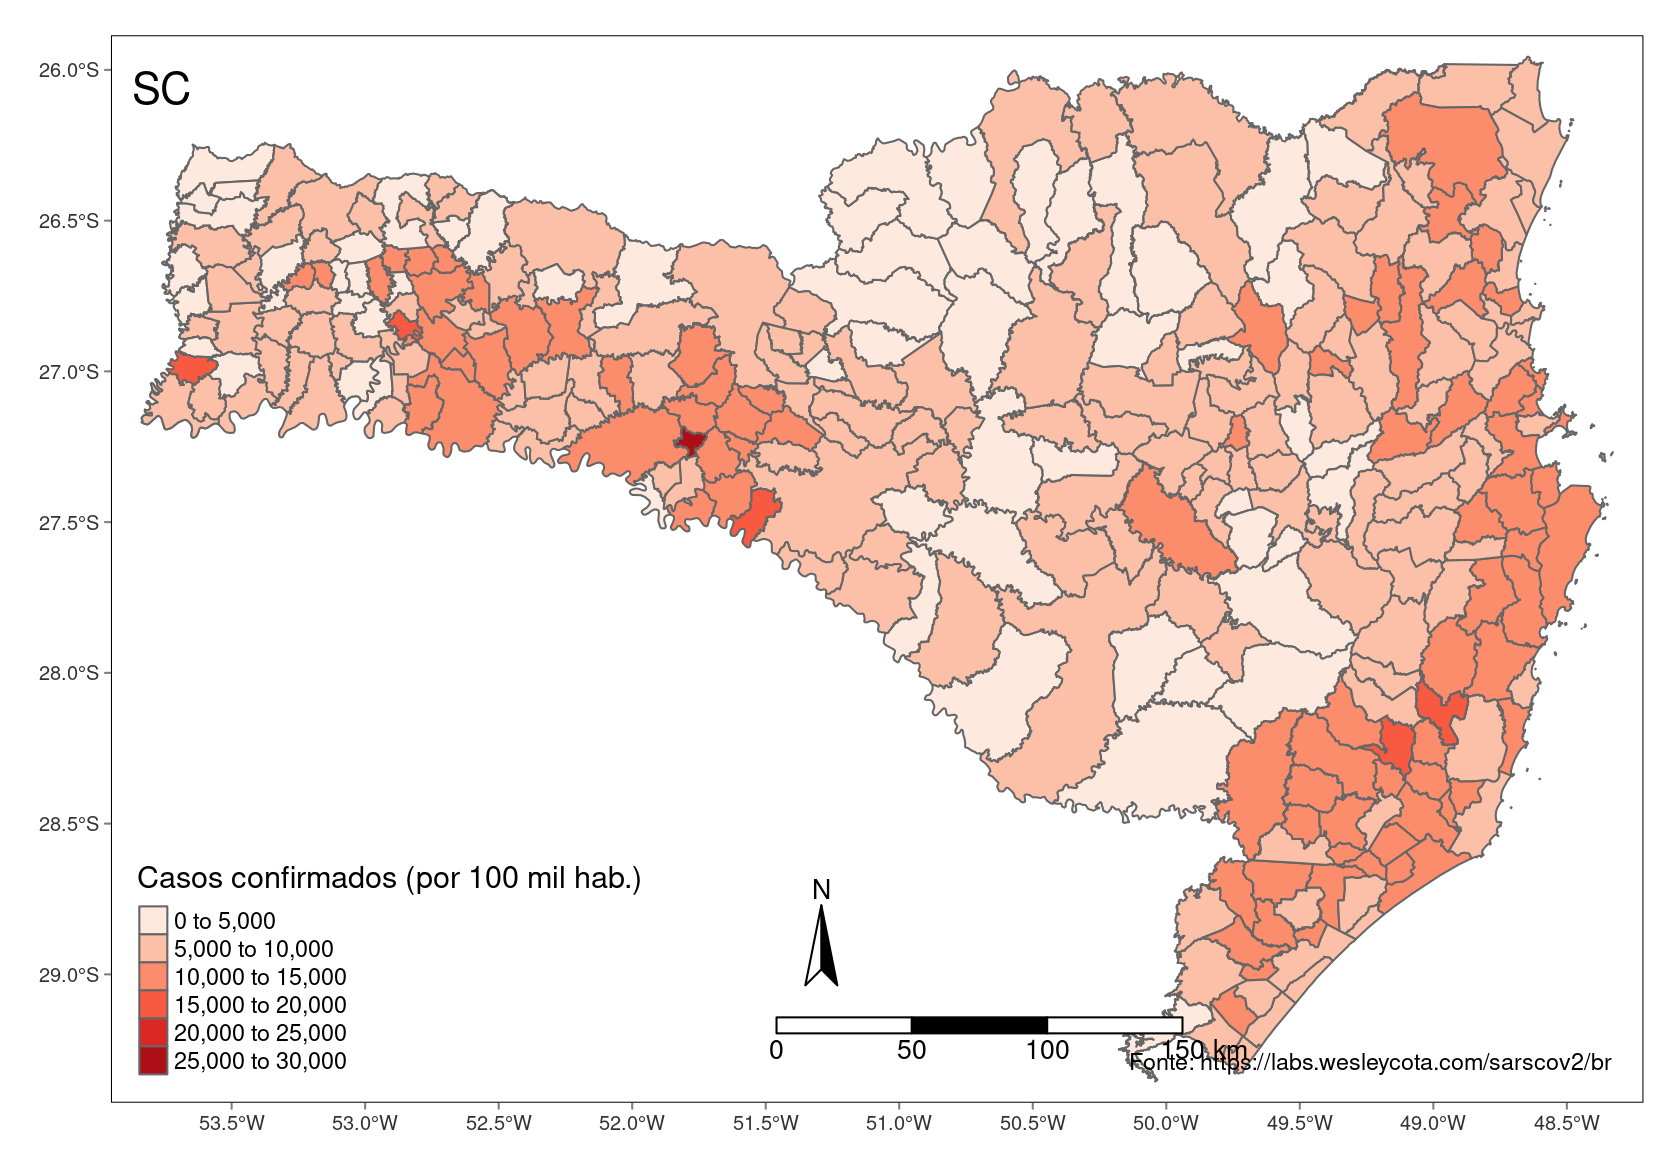 SC
26.0°S
26.5°S
27.0°S
27.5°S
28.0°S
28.5°S
29.0°S
Casos confirmados (por 100 mil hab.)
0 to 5,000
5,000 to 10,000
10,000 to 15,000
15,000 to 20,000
20,000 to 25,000
25,000 to 30,000
N
0 50 100 150 km
Fonte: https://labs.wesleycota.com/sarscov2/br
53.5°W 53.0°W 52.5°W 52.0°W 51.5°W 51.0°W 50.5°W 50.0°W 49.5°W 49.0°W 48.5°W